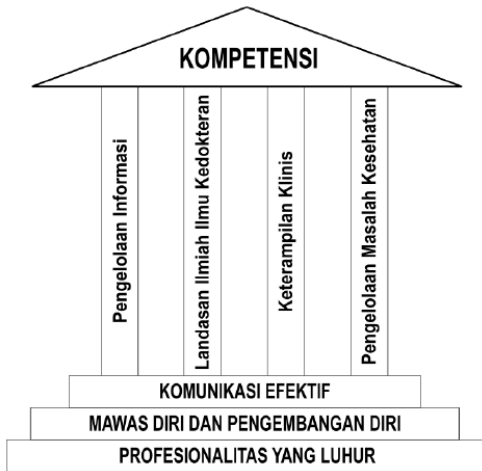 KOMPETENSI
Pengelolaan Informasi
Landasan Ilmiah Ilmu Kedokteran
Keterampilan Klinis
Pengelolaan Masalah Kesehatan
KOMUNIKASI EFEKTIF
MAWAS DIRI DAN PENGEMBANGAN DIRI
PROFESIONALITAS YANG LUHUR